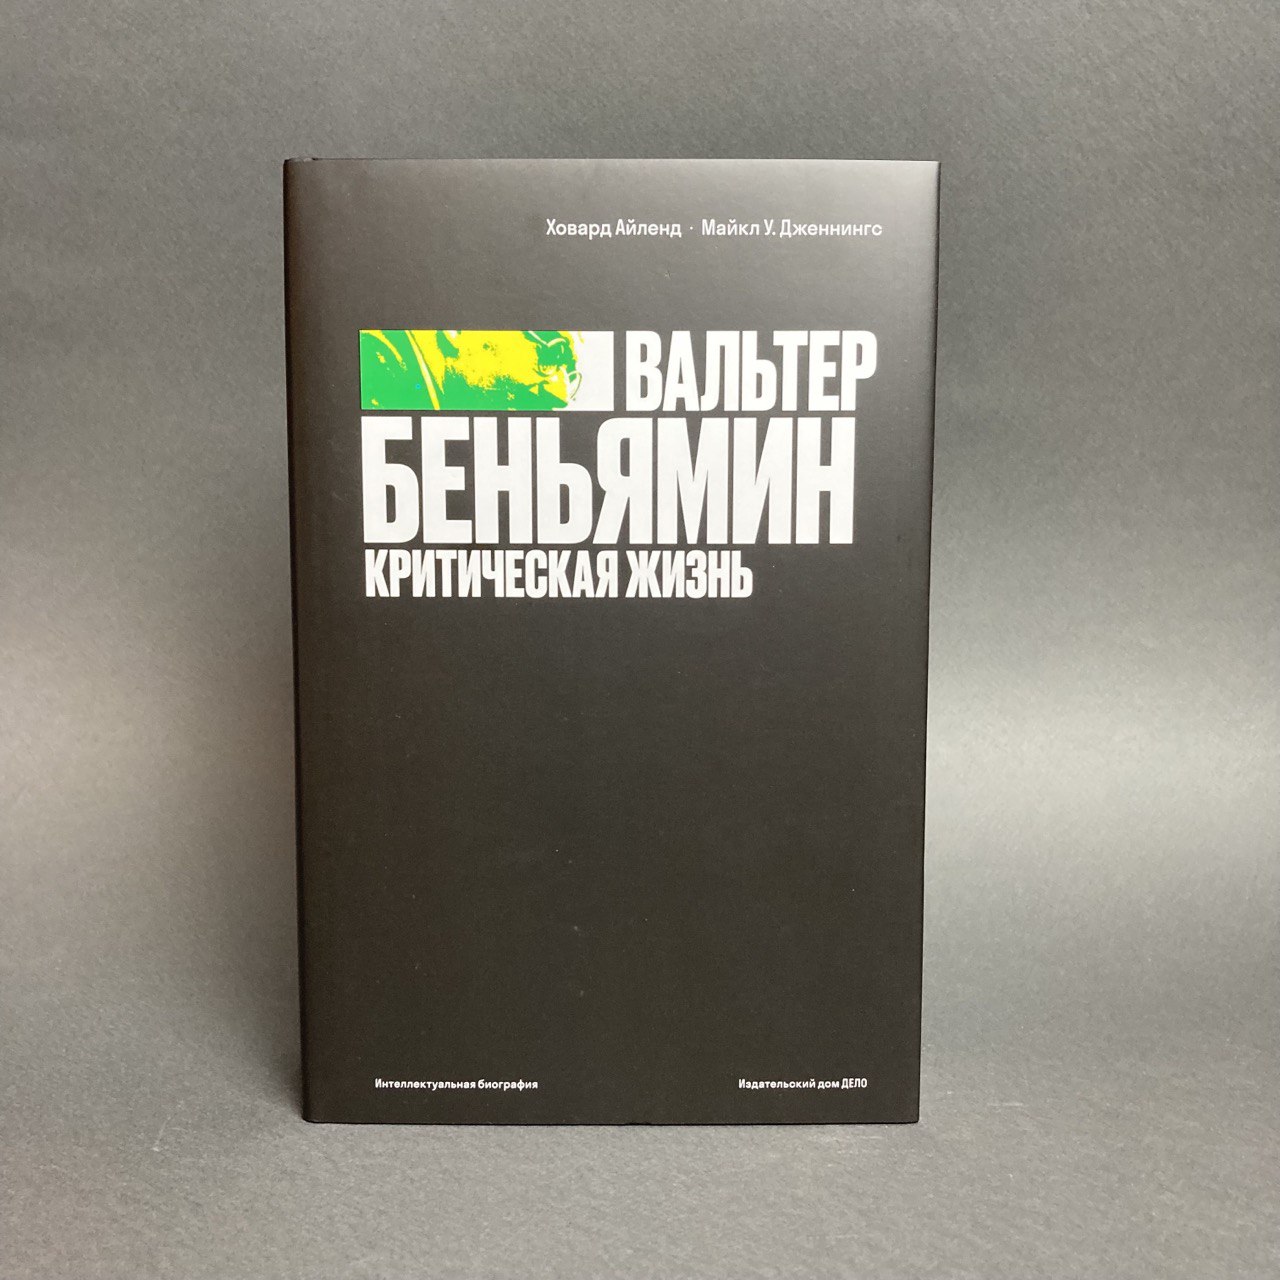 Ховард Айленд · Майкл У. Дженнингс
ВАЛЬТЕР
БЕНЬЯМИН
КРИТИЧЕСКАЯ ЖИЗНЬ
Интеллектуальная биография
Издательский дом ДЕЛО